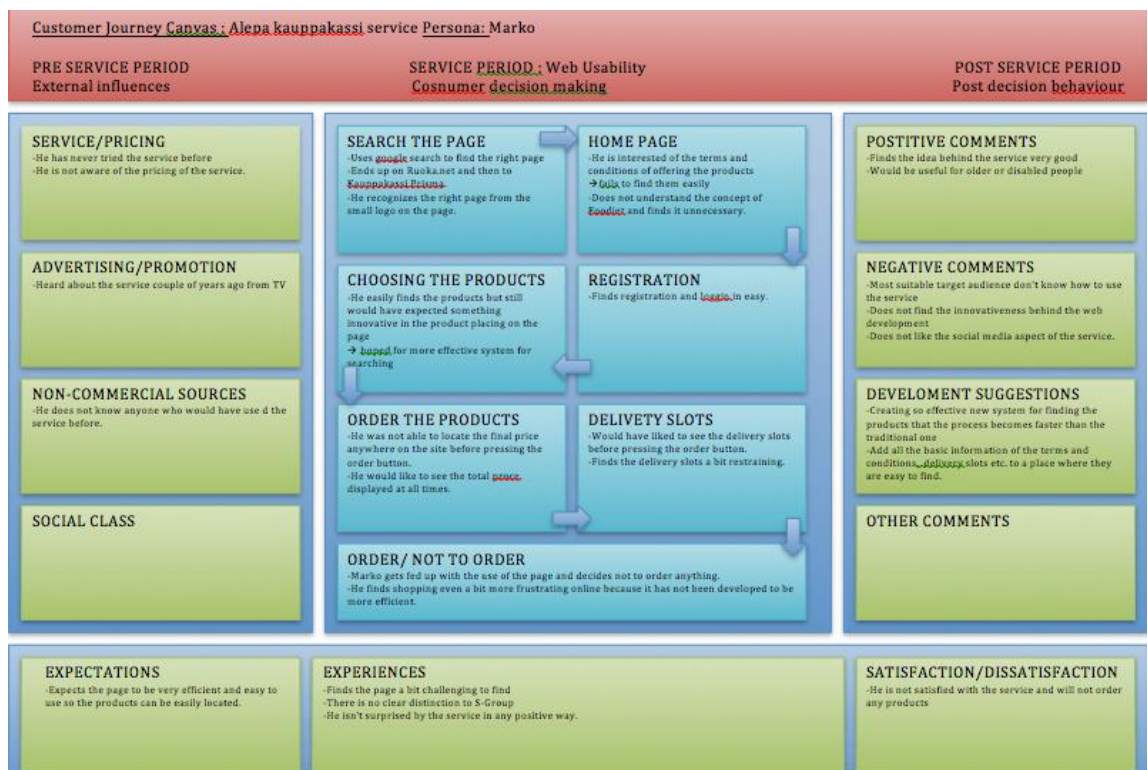 Customer Journey Canvas : Alepa kauppakassi service Persona: Marko
PRE SERVICE PERIOD
External influences
SERVICE PERIOD : Web Usability
Cosnumer decision making
POST SERVICE PERIOD
Post decision behaviour
SERVICE/PRICING
-He has never tried the service before
-He is not aware of the pricing of the service.
ADVERTISING/PROMOTION
-Heard about the service couple of years ago from TV
NON-COMMERCIAL SOURCES
-He does not know anyone who would have use d the
service before.
SOCIAL CLASS
SEARCH THE PAGE
-Uses google search to find the right page
-Ends up on Ruoka.net and then to
Kauppakassi Prisma.
-He recognizes the right page from the
small logo on the page.
HOME PAGE
-He is interested of the terms and
conditions of offering the products
→fails to find them easily
-Does not understand the concept of
Foodiet and finds it unnecessary.
REGISTRATION
-Finds registration and loggin in easy.
CHOOSING THE PRODUCTS
-He easily finds the products but still
would have expected something
innovative in the product placing on the
page
→ hoped for more effective system for
searching
ORDER THE PRODUCTS
-He was not able to locate the final price
anywhere on the site before pressing the
order button.
-He would like to see the total proce
displayed at all times.
DELIVETY SLOTS
-Would have liked to see the delivery slots
before pressing the order button.
-Finds the delivery slots a bit restraining.
ORDER/ NOT TO ORDER
-Marko gets fed up with the use of the page and decides not to order anything.
-He finds shopping even a bit more frustrating online because it has not been developed to be
more efficient.
POSTITIVE COMMENTS
-Finds the idea behind the service very good
-Would be useful for older or disabled people
NEGATIVE COMMENTS
-Most suitable target audience don't know how to use
the service
-Does not find the innovativeness behind the web
development
-Does not like the social media aspect of the service.
DEVELOMENT SUGGESTIONS
-Creating so effective new system for finding the
products that the process becomes faster than the
traditional one
-Add all the basic information of the terms and
conditions, delivery slots etc. to a place where they
are easy to find.
OTHER COMMENTS
EXPECTATIONS
-Expects the page to be very efficient and easy to
use so the products can be easily located.
EXPERIENCES
-Finds the page a bit challenging to find
-There is no clear distinction to S-Group
-He isn't surprised by the service in any positive way.
SATISFACTION/DISSATISFACTION
-He is not satisfied with the service and will not order
any products